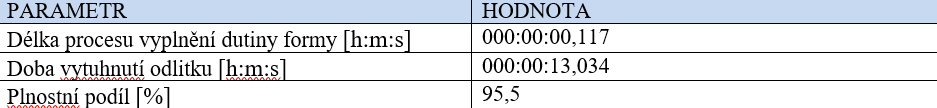 PARAMETR HODNOTA
Délka procesu vyplnění dutiny formy [h:m:s] 000:00:00,117
Doba vytuhnutí odlitku [h:m:s] 000:00:13,034
Plnostní podíl [%] 95,5